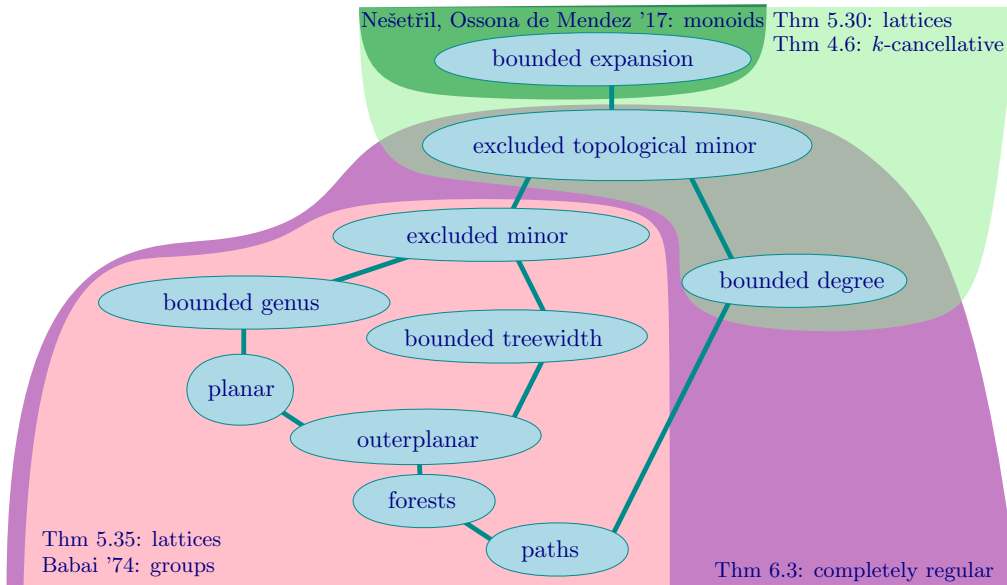 Nešetřil, Ossona de Mendez '17: monoids
Thm 5.30: lattices
Thm 4.6: k-cancellative
bounded expansion
excluded topological minor
excluded minor
bounded degree
bounded genus
bounded treewidth
planar
outerplanar
forests
paths
Thm 5.35: lattices
Babai '74: groups
Thm 6.3: completely regular